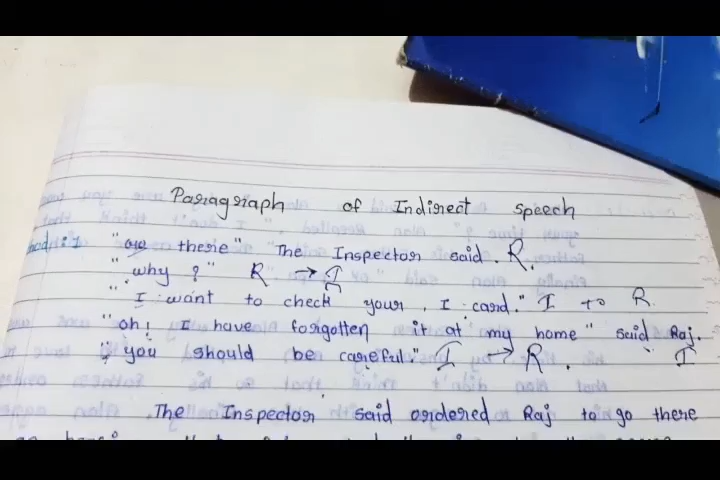 Paragraph of Indirect Speech
"Go there" The Inspector said. R.
"why?" R → I
"I want to check your I card." I to R.
"oh! I have forgotten it at my home" said Raj.
"you should be careful." I → R. I
The Inspector said ordered Raj to go there